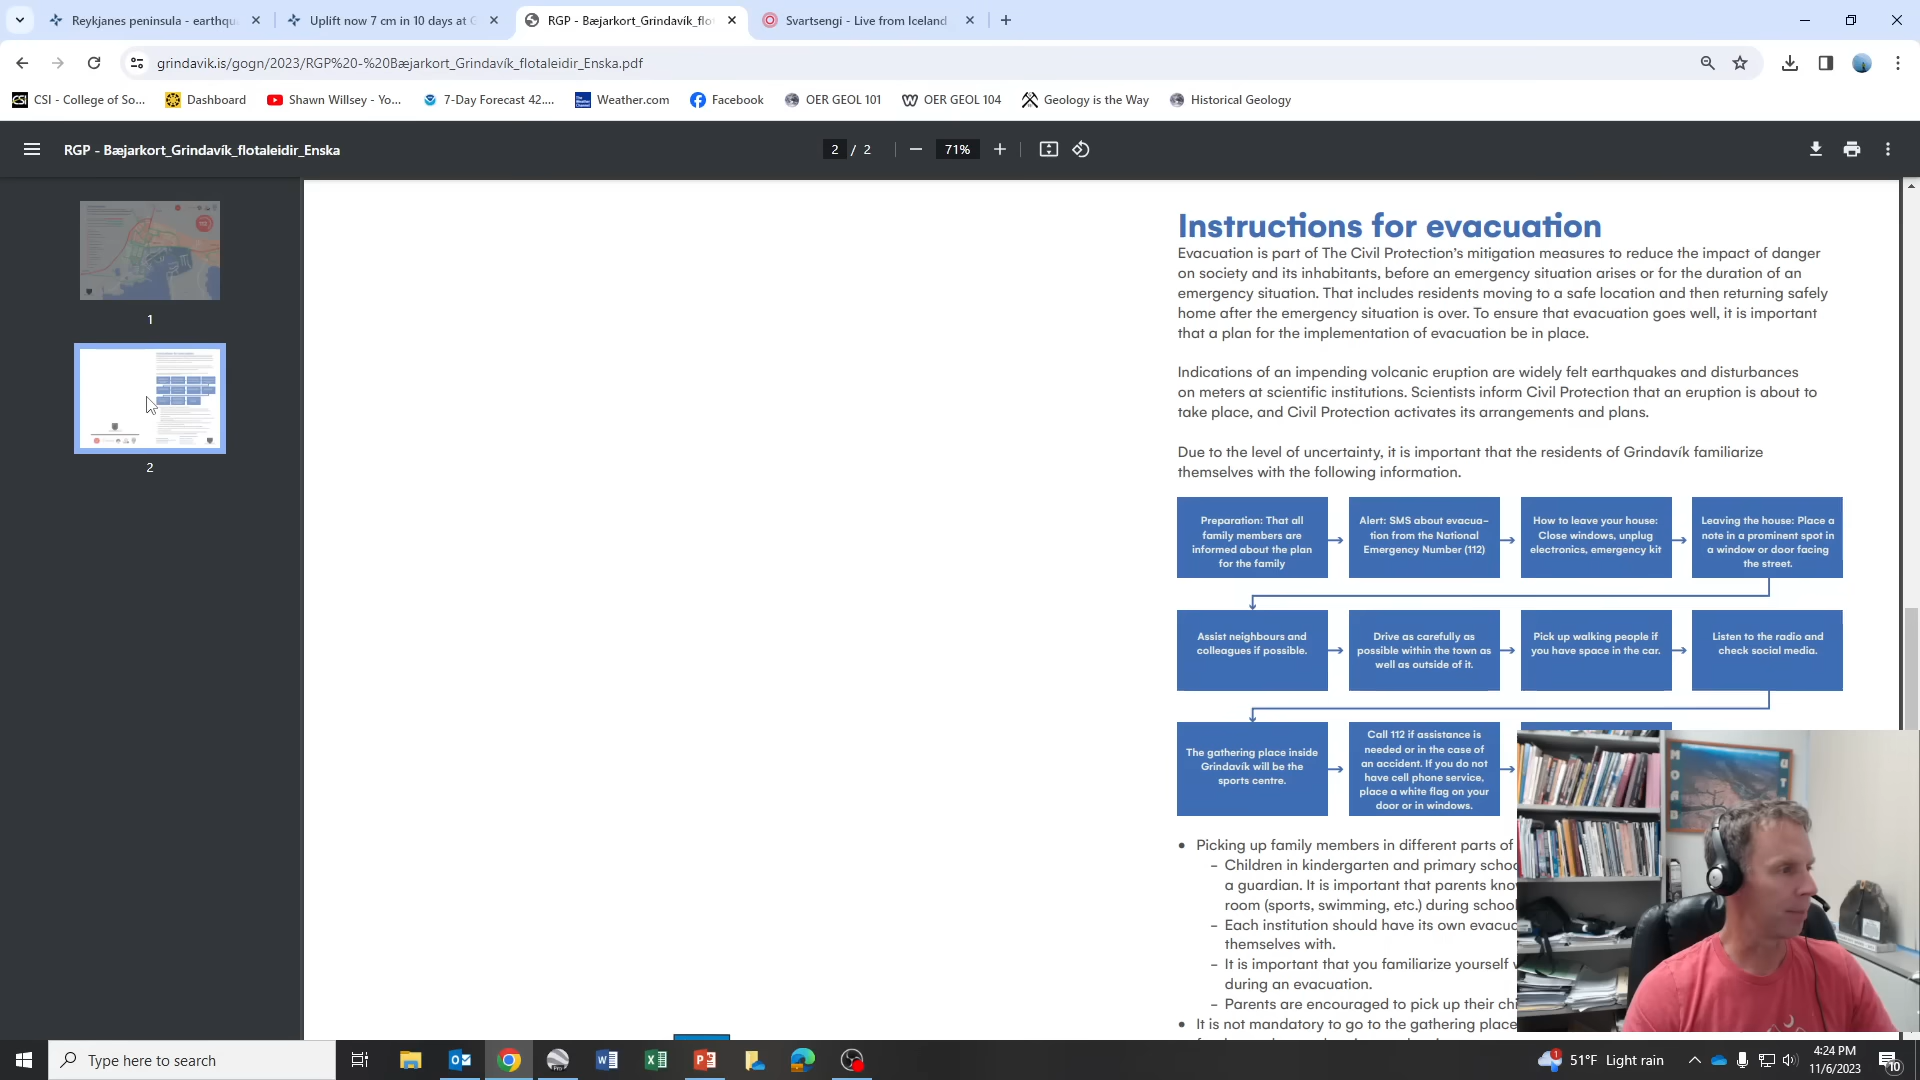 Reykjanes peninsula - earthqu
Uplift now 7 cm in 10 days at G
RGP - Bæjarkort_Grindavík_flo
Svartsengi - Live from Iceland
grindavik.is/gogn/2023/RGP%20-%20Bæjarkort_Grindavík_flotaleidir_Enska.pdf
CSI - College of So...
Dashboard
Shawn Willsey - Yo...
7-Day Forecast 42....
Weather.com
Facebook
OER GEOL 101
OER GEOL 104
Geology is the Way
Historical Geology
RGP - Bæjarkort_Grindavík_flotaleidir_Enska
2 / 2
71%
1
2
Instructions for evacuation
Evacuation is part of The Civil Protection's mitigation measures to reduce the impact of danger
on society and its inhabitants, before an emergency situation arises or for the duration of an
emergency situation. That includes residents moving to a safe location and then returning safely
home after the emergency situation is over. To ensure that evacuation goes well, it is important
that a plan for the implementation of evacuation be in place.
Indications of an impending volcanic eruption are widely felt earthquakes and disturbances
on meters at scientific institutions. Scientists inform Civil Protection that an eruption is about to
take place, and Civil Protection activates its arrangements and plans.
Due to the level of uncertainty, it is important that the residents of Grindavík familiarize
themselves with the following information.
Preparation: That all
family members are
informed about the plan
for the family
Alert: SMS about evacua-
tion from the National
Emergency Number (112)
How to leave your house:
Close windows, unplug
electronics, emergency kit
Leaving the house: Place a
note in a prominent spot in
a window or door facing
the street.
Assist neighbours and
colleagues if possible.
Drive as carefully as
possible within the town as
well as outside of it.
Pick up walking people if
you have space in the car.
Listen to the radio and
check social media.
The gathering place inside
Grindavík will be the
sports centre.
Call 112 if assistance is
needed or in the case of
an accident. If you do not
have cell phone service,
place a white flag on your
door or in windows.
• Picking up family members in different parts of
- Children in kindergarten and primary schoo
a guardian. It is important that parents kno
room (sports, swimming, etc.) during school
- Each institution should have its own evacu
themselves with.
- It is important that you familiarize yourself
during an evacuation.
- Parents are encouraged to pick up their chi
• It is not mandatory to go to the gathering place
MOAB
UT
Type here to search
51°F Light rain
4:24 PM
11/6/2023
10